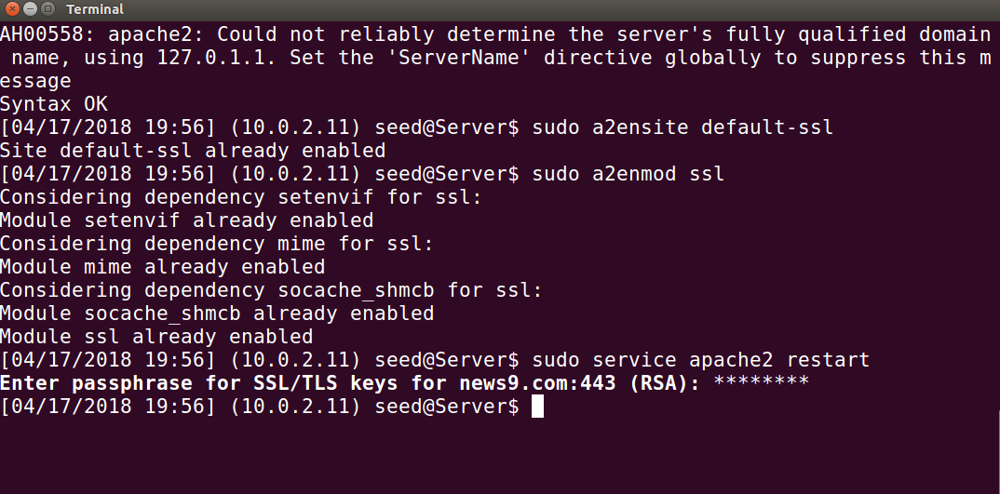 Terminal
AH00558: apache2: Could not reliably determine the server's fully qualified domain
 name, using 127.0.1.1. Set the 'ServerName' directive globally to suppress this m
essage
Syntax OK
[04/17/2018 19:56] (10.0.2.11) seed@Server$ sudo a2ensite default-ssl
Site default-ssl already enabled
[04/17/2018 19:56] (10.0.2.11) seed@Server$ sudo a2enmod ssl
Considering dependency setenvif for ssl:
Module setenvif already enabled
Considering dependency mime for ssl:
Module mime already enabled
Considering dependency socache_shmcb for ssl:
Module socache_shmcb already enabled
Module ssl already enabled
[04/17/2018 19:56] (10.0.2.11) seed@Server$ sudo service apache2 restart
Enter passphrase for SSL/TLS keys for news9.com:443 (RSA): ********
[04/17/2018 19:56] (10.0.2.11) seed@Server$